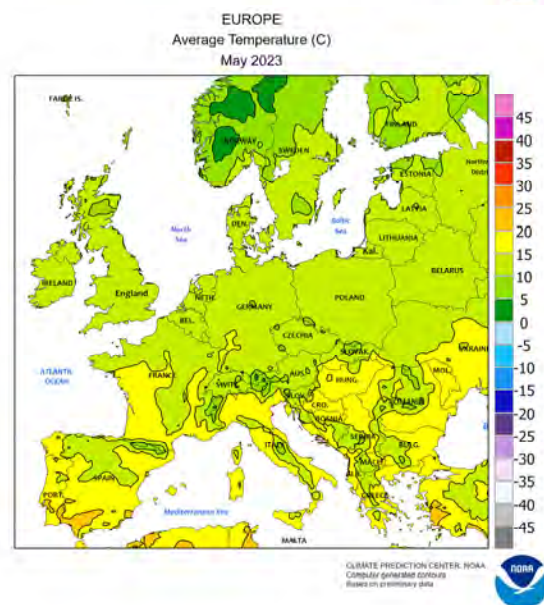 EUROPE
Average Temperature (C)
May 2023
FAROE IS.
NORWAY
SWEDEN
FINLAND
ESTONIA
LATVIA
LITHUANIA
Kal.
BELARUS
North
Sea
Baltic
Sea
DEN.
IRELAND
England
NETH.
BEL.
GERMANY
POLAND
CZECHIA
SLOVAK.
UKRAINE
MOL.
ATLANTIC
OCEAN
FRANCE
SWITZ.
AUS.
HUNG.
CRO.
BOSNIA
SERBIA
BULG.
ITALY
GREECE
PORT.
SPAIN
Mediterranean Sea
MALTA
45
40
35
30
25
20
15
10
5
0
-5
-10
-15
-20
-25
-30
-35
-40
-45
CLIMATE PREDICTION CENTER, NOAA
Computer generated contours
Based on preliminary data
NOAA